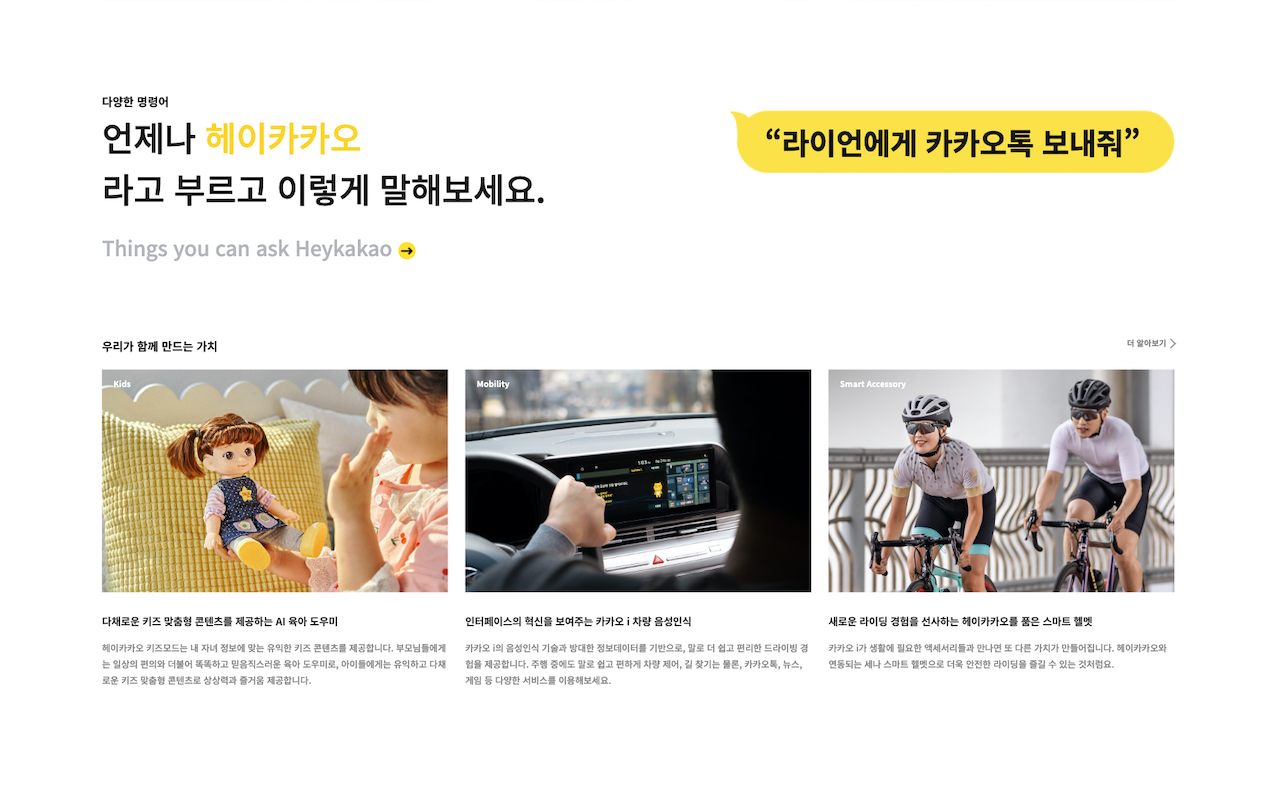 다양한 명령어
언제나 헤이카카오
라고 부르고 이렇게 말해보세요.
Things you can ask Heykakao
“라이언에게 카카오톡 보내줘”
우리가 함께 만드는 가치
더 알아보기
Kids
Mobility
Smart Accessory
다채로운 키즈 맞춤형 콘텐츠를 제공하는 AI 육아 도우미
헤이카카오 키즈모드는 내 자녀 정보에 맞는 유익한 키즈 콘텐츠를 제공합니다. 부모님들에게
는 일상의 편의와 더불어 똑똑하고 믿음직스러운 육아 도우미로, 아이들에게는 유익하고 다채
로운 키즈 맞춤형 콘텐츠로 상상력과 즐거움 제공합니다.
인터페이스의 혁신을 보여주는 카카오 i 차량 음성인식
카카오 i의 음성인식 기술과 방대한 정보데이터를 기반으로, 말로 더 쉽고 편리한 드라이빙 경
험을 제공합니다. 주행 중에도 말로 쉽고 편하게 차량 제어, 길 찾기는 물론, 카카오톡, 뉴스,
게임 등 다양한 서비스를 이용해보세요.
새로운 라이딩 경험을 선사하는 헤이카카오를 품은 스마트 헬멧
카카오 i가 생활에 필요한 액세서리들과 만나면 또 다른 가치가 만들어집니다. 헤이카카오와
연동되는 세나 스마트 헬멧으로 더욱 안전한 라이딩을 즐길 수 있는 것처럼요.